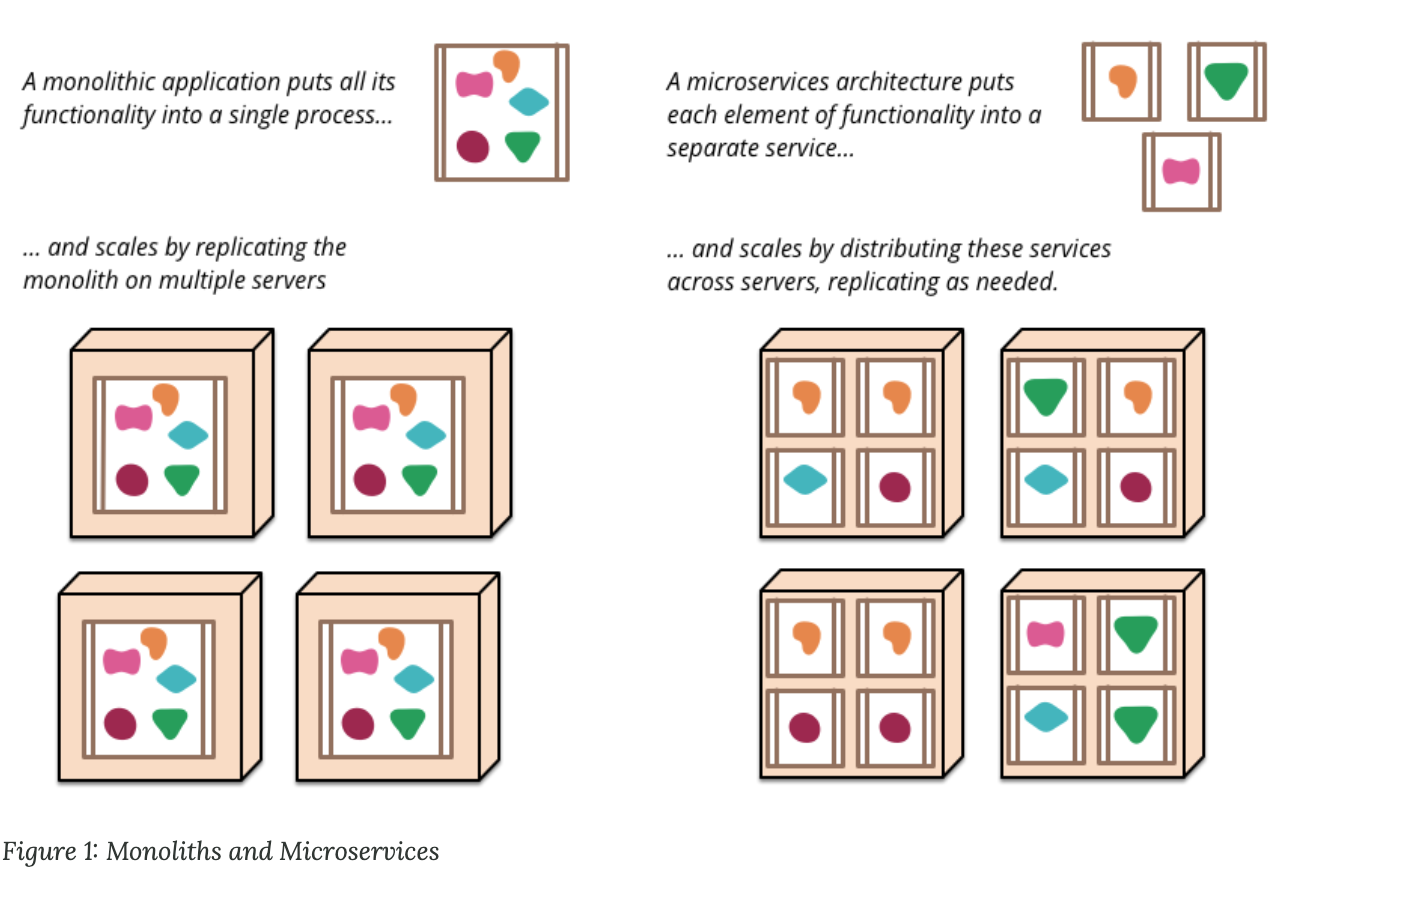 A monolithic application puts all its
functionality into a single process...
... and scales by replicating the
monolith on multiple servers
A microservices architecture puts
each element of functionality into a
separate service...
... and scales by distributing these services
across servers, replicating as needed.
Figure 1: Monoliths and Microservices